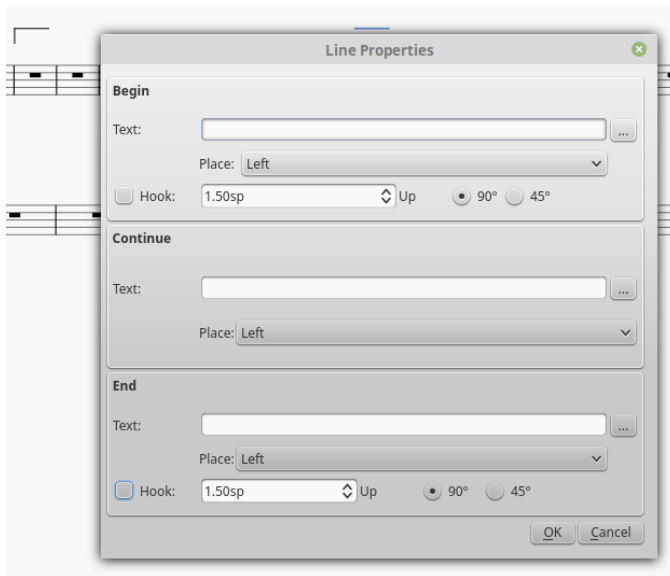 Line Properties
Begin
Text: ...
Place: Left
Hook: 1.50sp Up 90° 45°
Continue
Text: ...
Place: Left
End
Text: ...
Place: Left
Hook: 1.50sp Up 90° 45°
OK Cancel